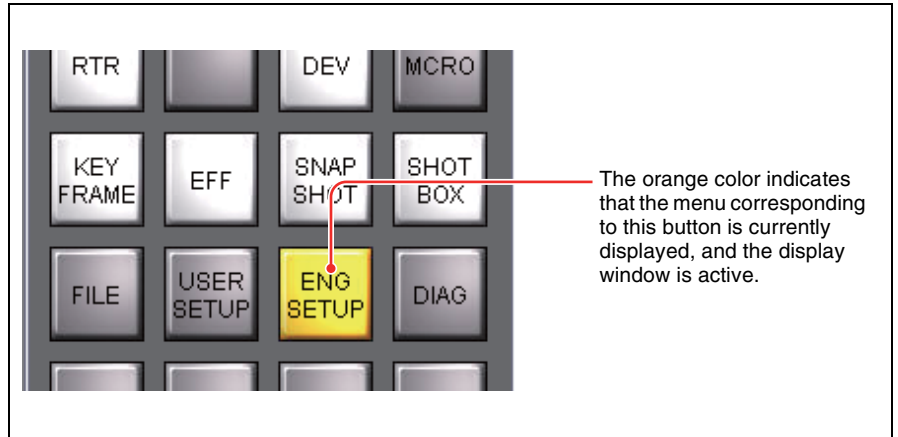 RTR
DEV
MCRO
KEY
FRAME
EFF
SNAP
SHOT
SHOT
BOX
The orange color indicates
that the menu corresponding
to this button is currently
displayed, and the display
window is active.
FILE
USER
SETUP
ENG
SETUP
DIAG